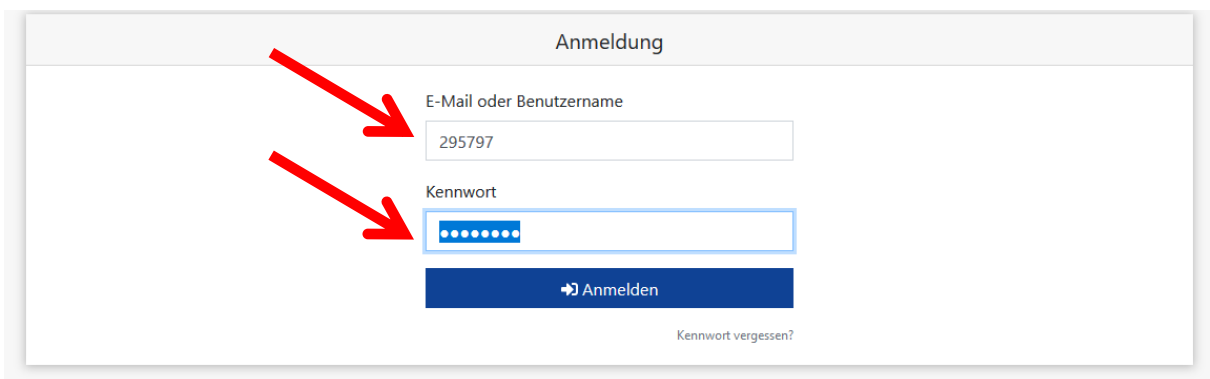 Anmeldung
E-Mail oder Benutzername
295797
Kennwort
••••••••
Anmelden
Kennwort vergessen?